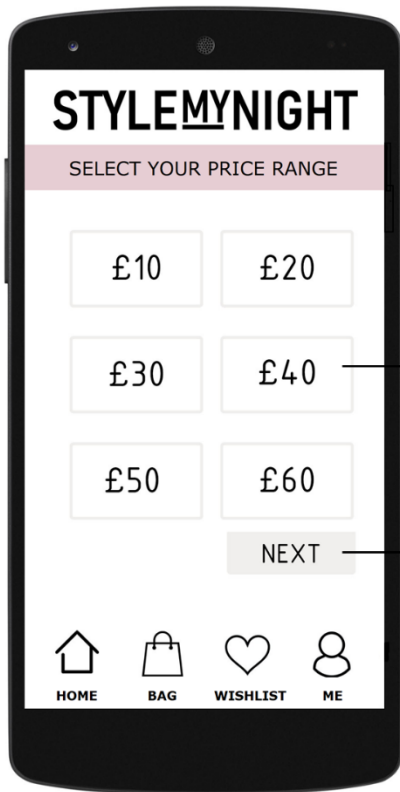 STYLEMYNIGHT
SELECT YOUR PRICE RANGE
£10 £20
£30 £40
£50 £60
NEXT
HOME BAG WISHLIST ME